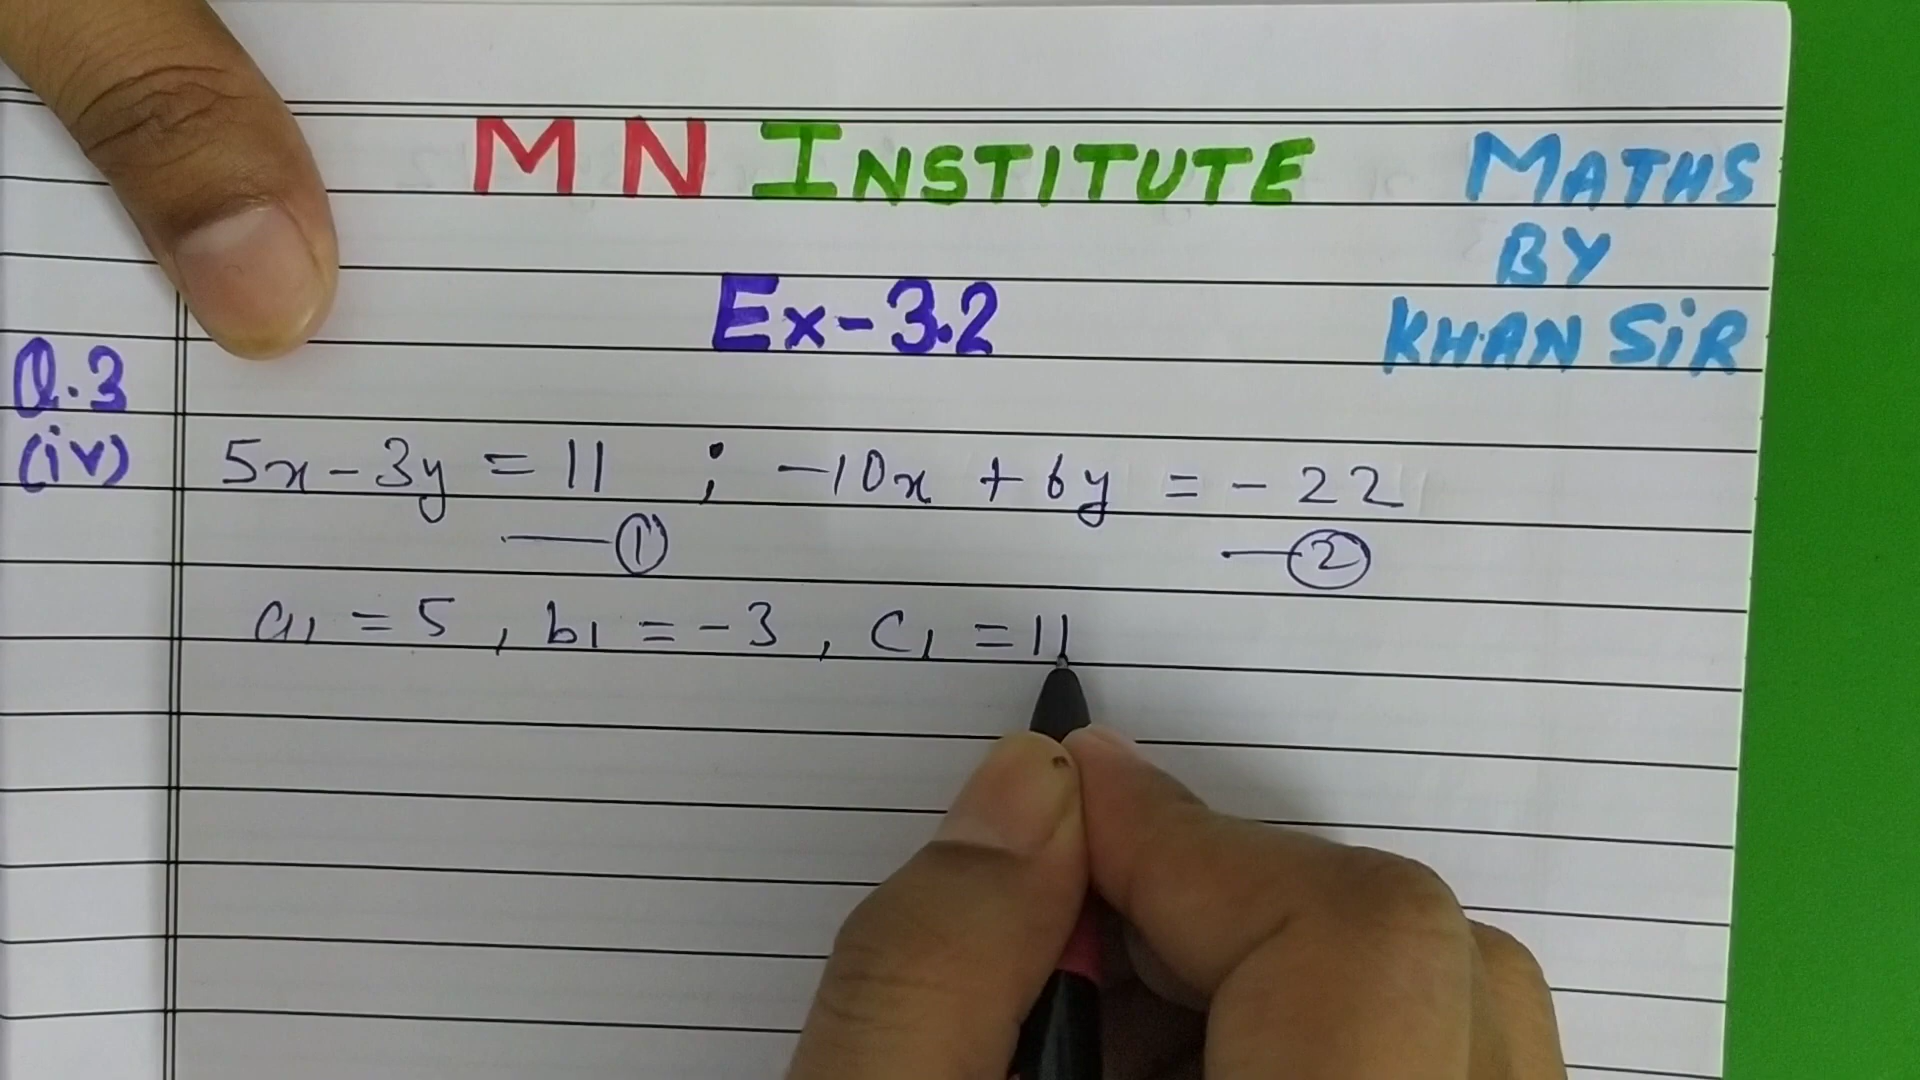 MN INSTITUTE MATHS
BY
KHAN SiR
Ex-3.2
Q.3
(iv) 5x - 3y = 11 ; -10x + 6y = -22
—① —②
a1 = 5 , b1 = -3 , C1 = 11